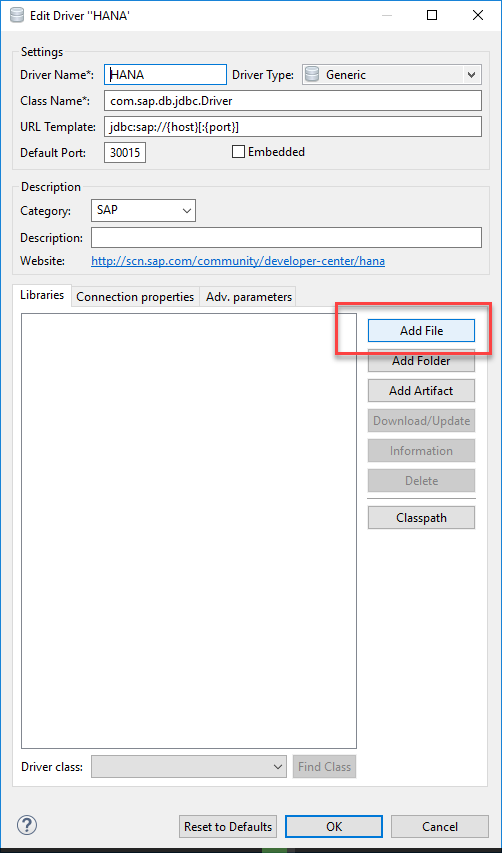 Edit Driver "HANA'
Settings
Driver Name*: HANA Driver Type: Generic
Class Name*: com.sap.db.jdbc.Driver
URL Template: jdbc:sap://{host}[:{port}]
Default Port: 30015 Embedded
Description
Category: SAP
Description:
Website: http://scn.sap.com/community/developer-center/hana
Libraries Connection properties Adv. parameters
Add File
Add Folder
Add Artifact
Download/Update
Information
Delete
Classpath
Driver class: Find Class
? Reset to Defaults OK Cancel